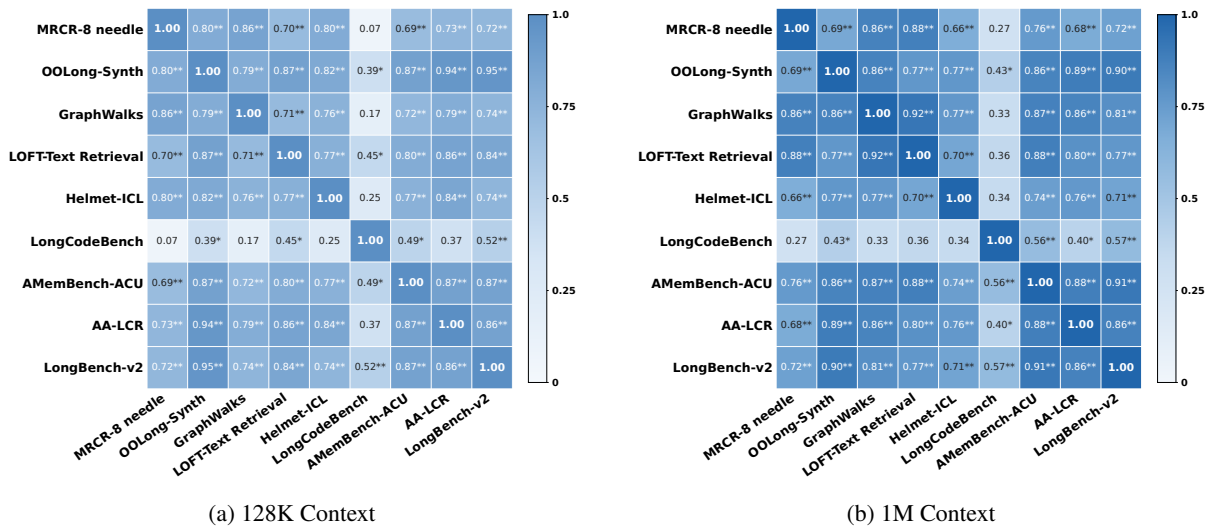 MRCR-8 needle 1.00 0.80** 0.86** 0.70** 0.80** 0.07 0.69** 0.73** 0.72**
OOLong-Synth 0.80** 1.00 0.79** 0.87** 0.82** 0.39* 0.87** 0.94** 0.95**
GraphWalks 0.86** 0.79** 1.00 0.71** 0.76** 0.17 0.72** 0.79** 0.74**
LOFT-Text Retrieval 0.70** 0.87** 0.71** 1.00 0.77** 0.45* 0.80** 0.86** 0.84**
Helmet-ICL 0.80** 0.82** 0.76** 0.77** 1.00 0.25 0.77** 0.84** 0.74**
LongCodeBench 0.07 0.39* 0.17 0.45* 0.25 1.00 0.49* 0.37 0.52**
AMemBench-ACU 0.69** 0.87** 0.72** 0.80** 0.77** 0.49* 1.00 0.87** 0.87**
AA-LCR 0.73** 0.94** 0.79** 0.86** 0.84** 0.37 0.87** 1.00 0.86**
LongBench-v2 0.72** 0.95** 0.74** 0.84** 0.74** 0.52** 0.87** 0.86** 1.00
MRCR-8 needle
OOLong-Synth
GraphWalks
LOFT-Text Retrieval
Helmet-ICL
LongCodeBench
AMemBench-ACU
AA-LCR
LongBench-v2
1.0
0.75
0.5
0.25
0
(a) 128K Context
MRCR-8 needle 1.00 0.69** 0.86** 0.88** 0.66** 0.27 0.76** 0.68** 0.72**
OOLong-Synth 0.69** 1.00 0.86** 0.77** 0.77** 0.43* 0.86** 0.89** 0.90**
GraphWalks 0.86** 0.86** 1.00 0.92** 0.77** 0.33 0.87** 0.86** 0.81**
LOFT-Text Retrieval 0.88** 0.77** 0.92** 1.00 0.70** 0.36 0.88** 0.80** 0.77**
Helmet-ICL 0.66** 0.77** 0.77** 0.70** 1.00 0.34 0.74** 0.76** 0.71**
LongCodeBench 0.27 0.43* 0.33 0.36 0.34 1.00 0.56** 0.40* 0.57**
AMemBench-ACU 0.76** 0.86** 0.87** 0.88** 0.74** 0.56** 1.00 0.88** 0.91**
AA-LCR 0.68** 0.89** 0.86** 0.80** 0.76** 0.40* 0.88** 1.00 0.86**
LongBench-v2 0.72** 0.90** 0.81** 0.77** 0.71** 0.57** 0.91** 0.86** 1.00
MRCR-8 needle
OOLong-Synth
GraphWalks
LOFT-Text Retrieval
Helmet-ICL
LongCodeBench
AMemBench-ACU
AA-LCR
LongBench-v2
1.0
0.75
0.5
0.25
0
(b) 1M Context